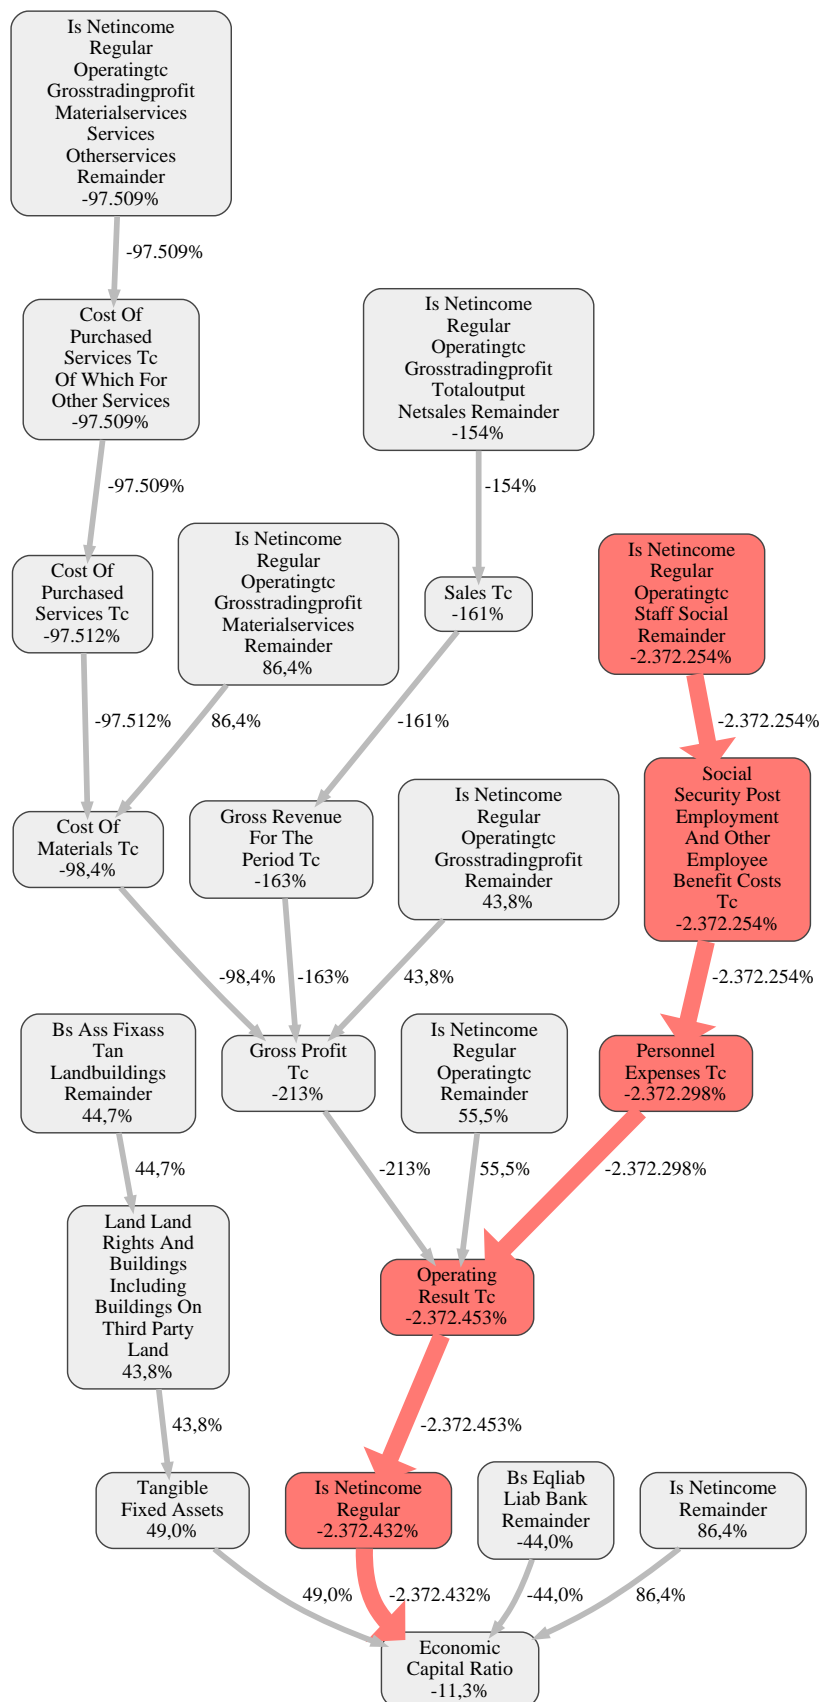 Is Netincome
Regular
Operatingtc
Grosstradingprofit
Materialservices
Services
Otherservices
Remainder
-97.509%
-97.509%
Cost Of
Purchased
Services Tc
Of Which For
Other Services
-97.509%
Is Netincome
Regular
Operatingtc
Grosstradingprofit
Totaloutput
Netsales Remainder
-154%
-97.509%
-154%
Cost Of
Purchased
Services Tc
-97.512%
Is Netincome
Regular
Operatingtc
Grosstradingprofit
Materialservices
Remainder
86,4%
Sales Tc
-161%
Is Netincome
Regular
Operatingtc
Staff Social
Remainder
-2.372.254%
-97.512%
86,4%
-161%
-2.372.254%
Cost Of
Materials Tc
-98,4%
Gross Revenue
For The
Period Tc
-163%
Is Netincome
Regular
Operatingtc
Grosstradingprofit
Remainder
43,8%
Social
Security Post
Employment
And Other
Employee
Benefit Costs
Tc
-2.372.254%
-98,4%
-163%
43,8%
-2.372.254%
Bs Ass Fixass
Tan
Landbuildings
Remainder
44,7%
Gross Profit
Tc
-213%
Is Netincome
Regular
Operatingtc
Remainder
55,5%
Personnel
Expenses Tc
-2.372.298%
44,7%
-213%
55,5%
-2.372.298%
Land Land
Rights And
Buildings
Including
Buildings On
Third Party
Land
43,8%
Operating
Result Tc
-2.372.453%
43,8%
-2.372.453%
Tangible
Fixed Assets
49,0%
Is Netincome
Regular
-2.372.432%
Bs Eqliab
Liab Bank
Remainder
-44,0%
Is Netincome
Remainder
86,4%
49,0%
-2.372.432%
-44,0%
86,4%
Economic
Capital Ratio
-11,3%